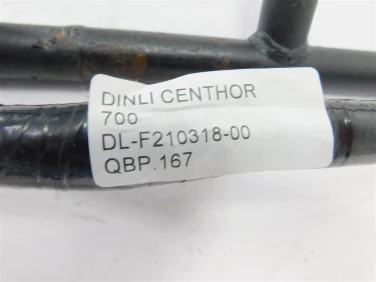 DINLI CENTHOR
700
DL-F210318-00
QBP.167